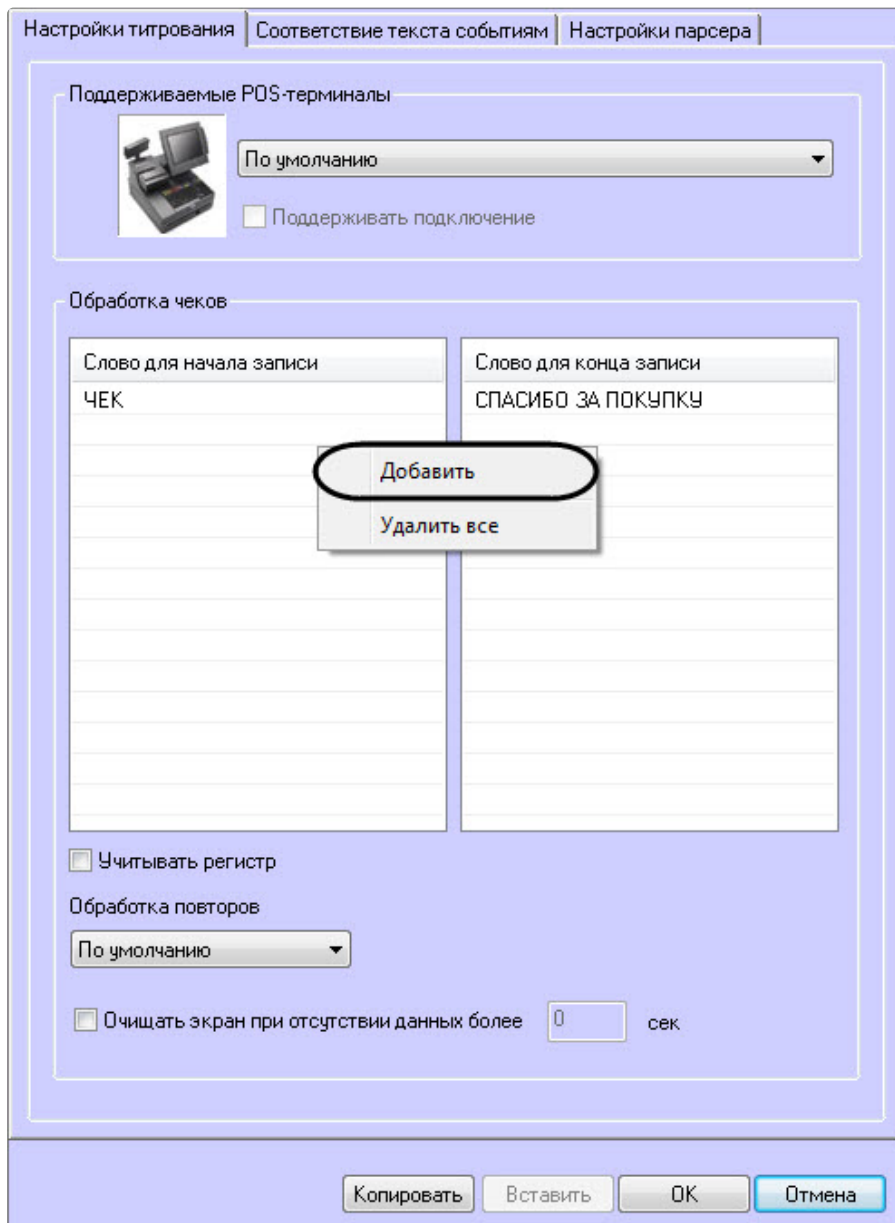 Настройки титрования Соответствие текста событиям Настройки парсера
Поддерживаемые POS-терминалы
По умолчанию
Поддерживать подключение
Обработка чеков
Слово для начала записи Слово для конца записи
ЧЕК СПАСИБО ЗА ПОКУПКУ
Добавить
Удалить все
Учитывать регистр
Обработка повторов
По умолчанию
Очищать экран при отсутствии данных более 0 сек
Копировать Вставить OK Отмена